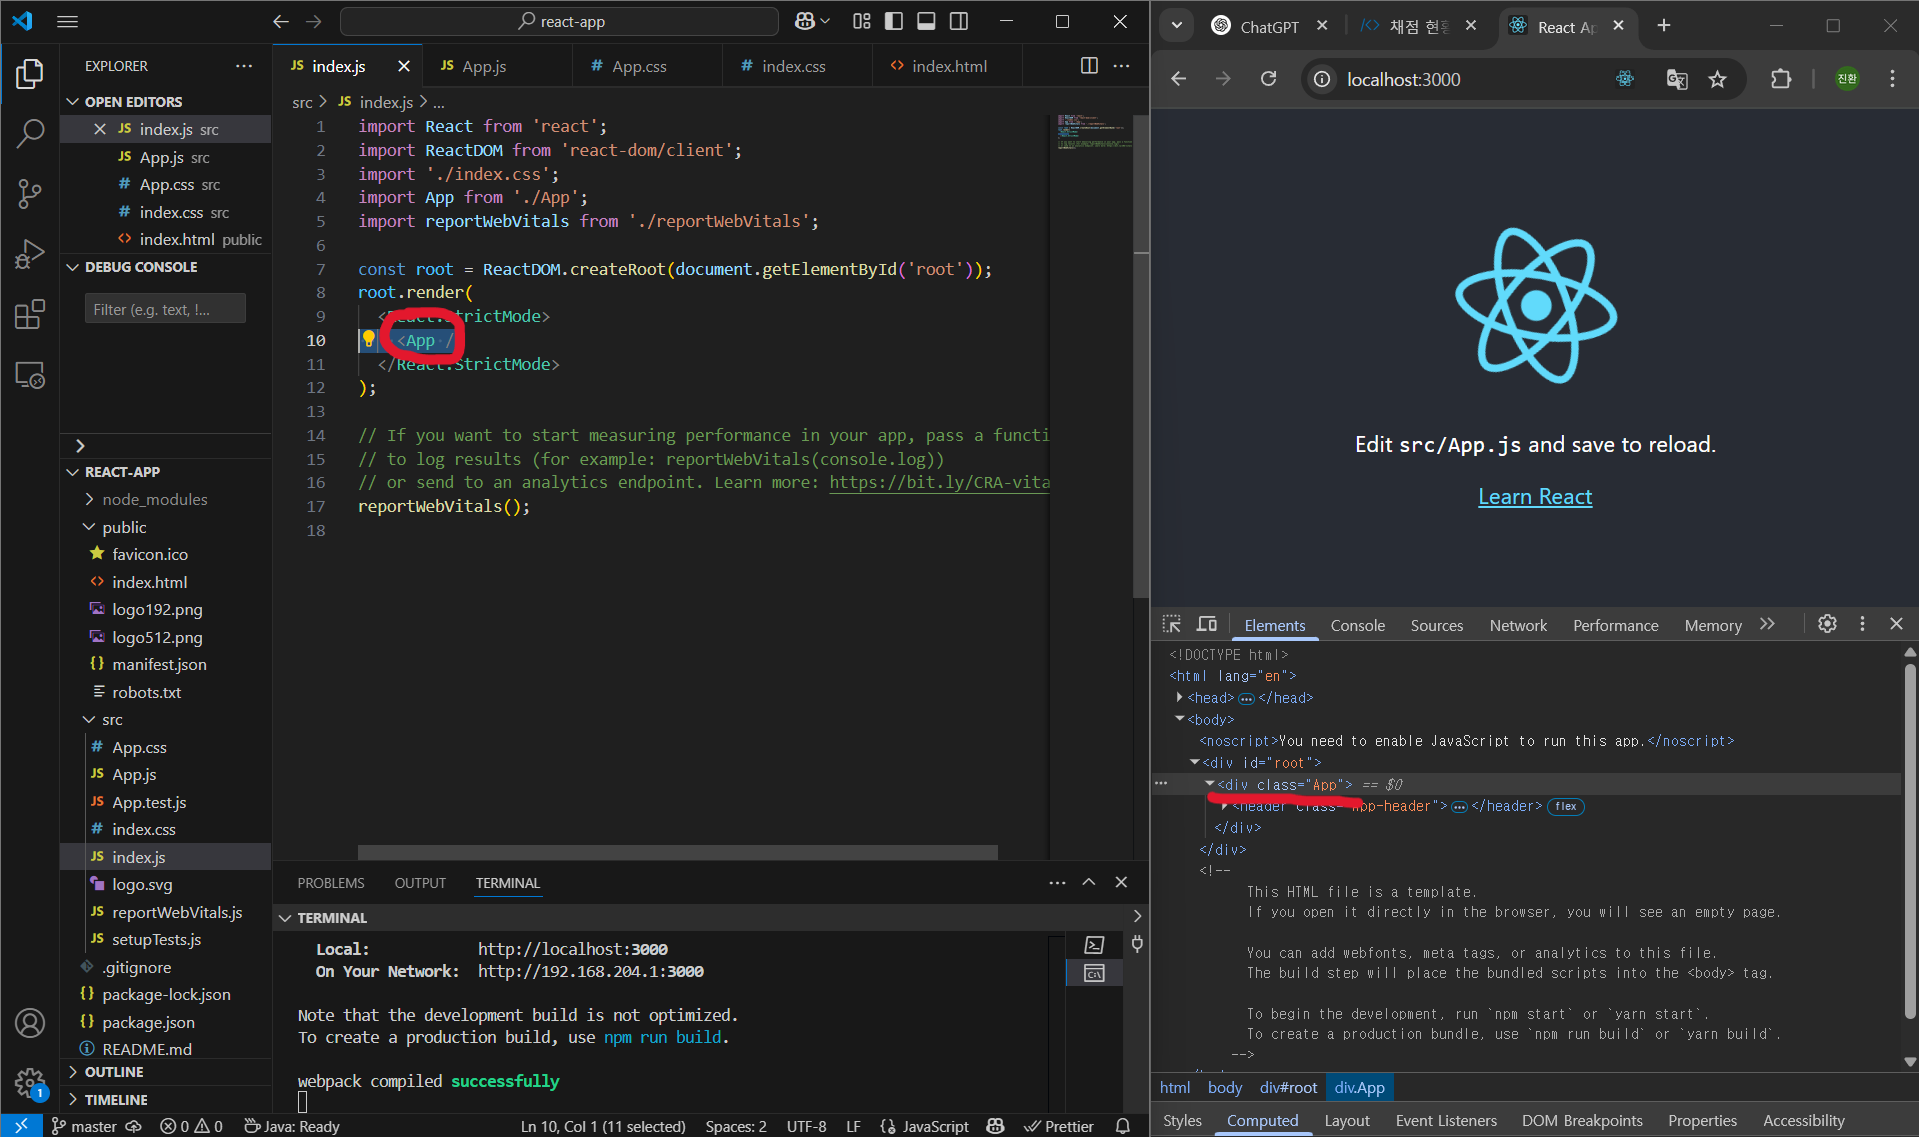 react-app
ChatGPT
채점 현황
React Ap
EXPLORER
index.js
App.js
App.css
index.css
index.html
localhost:3000
진환
OPEN EDITORS
src > JS index.js > ...
JS index.js src
JS App.js src
# App.css src
# index.css src
<> index.html public
DEBUG CONSOLE
Filter (e.g. text, !...
REACT-APP
node_modules
public
favicon.ico
index.html
logo192.png
logo512.png
manifest.json
robots.txt
src
App.css
App.js
App.test.js
index.css
index.js
logo.svg
reportWebVitals.js
setupTests.js
.gitignore
package-lock.json
package.json
README.md
OUTLINE
TIMELINE
1 import React from 'react';
2 import ReactDOM from 'react-dom/client';
3 import './index.css';
4 import App from './App';
5 import reportWebVitals from './reportWebVitals';
6
7 const root = ReactDOM.createRoot(document.getElementById('root'));
8 root.render(
9 <React.StrictMode>
10 <App /
11 </React.StrictMode>
12 );
13
14 // If you want to start measuring performance in your app, pass a functi
15 // to log results (for example: reportWebVitals(console.log))
16 // or send to an analytics endpoint. Learn more: https://bit.ly/CRA-vita
17 reportWebVitals();
18
PROBLEMS OUTPUT TERMINAL
TERMINAL
Local: http://localhost:3000
On Your Network: http://192.168.204.1:3000
Note that the development build is not optimized.
To create a production build, use npm run build.
webpack compiled successfully
Edit src/App.js and save to reload.
Learn React
Elements Console Sources Network Performance Memory
<!DOCTYPE html>
<html lang="en">
<head> ... </head>
<body>
<noscript>You need to enable JavaScript to run this app.</noscript>
<div id="root">
<div class="App"> == $0
<header class="App-header"> ... </header> flex
</div>
</div>
<!--
This HTML file is a template.
If you open it directly in the browser, you will see an empty page.
You can add webfonts, meta tags, or analytics to this file.
The build step will place the bundled scripts into the <body> tag.
To begin the development, run `npm start` or `yarn start`.
To create a production bundle, use `npm run build` or `yarn build`.
-->
html body div#root div.App
Styles Computed Layout Event Listeners DOM Breakpoints Properties Accessibility
1
master 0 0 Java: Ready Ln 10, Col 1 (11 selected) Spaces: 2 UTF-8 LF {} JavaScript Prettier